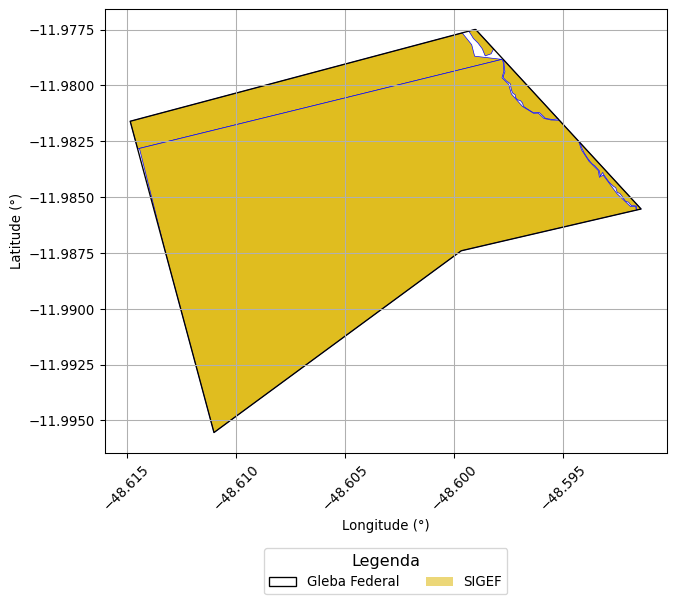 −11.9775
−11.9800
−11.9825
−11.9850
−11.9875
−11.9900
−11.9925
−11.9950
Latitude (°)
−48.615
−48.610
−48.605
−48.600
−48.595
Longitude (°)
Legenda
Gleba Federal
SIGEF